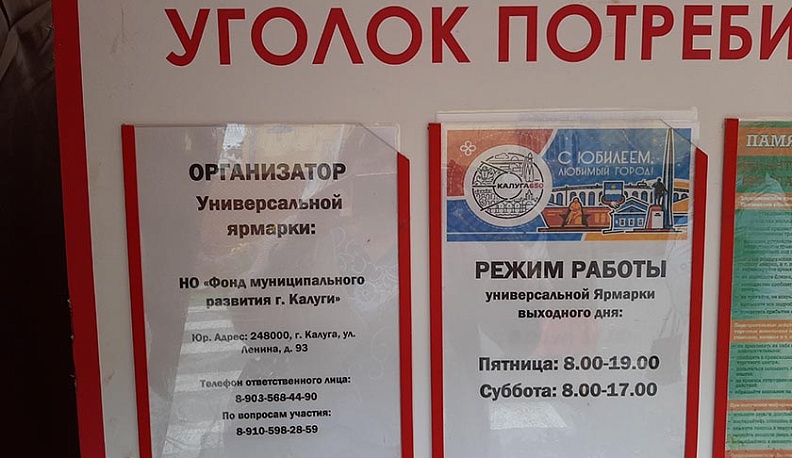 УГОЛОК ПОТРЕБИ
ОРГАНИЗАТОР
Универсальной
ярмарки:
НО «Фонд муниципального
развития г. Калуги»
Юр. Адрес: 248000, г. Калуга, ул.
Ленина, д. 93
Телефон ответственного лица:
8-903-568-44-90
По вопросам участия:
8-910-598-28-59
КАЛУГА650
С ЮБИЛЕЕМ,
ЛЮБИМЫЙ ГОРОД!
РЕЖИМ РАБОТЫ
универсальной Ярмарки
выходного дня:
Пятница: 8.00-19.00
Суббота: 8.00-17.00
ПАМЯ